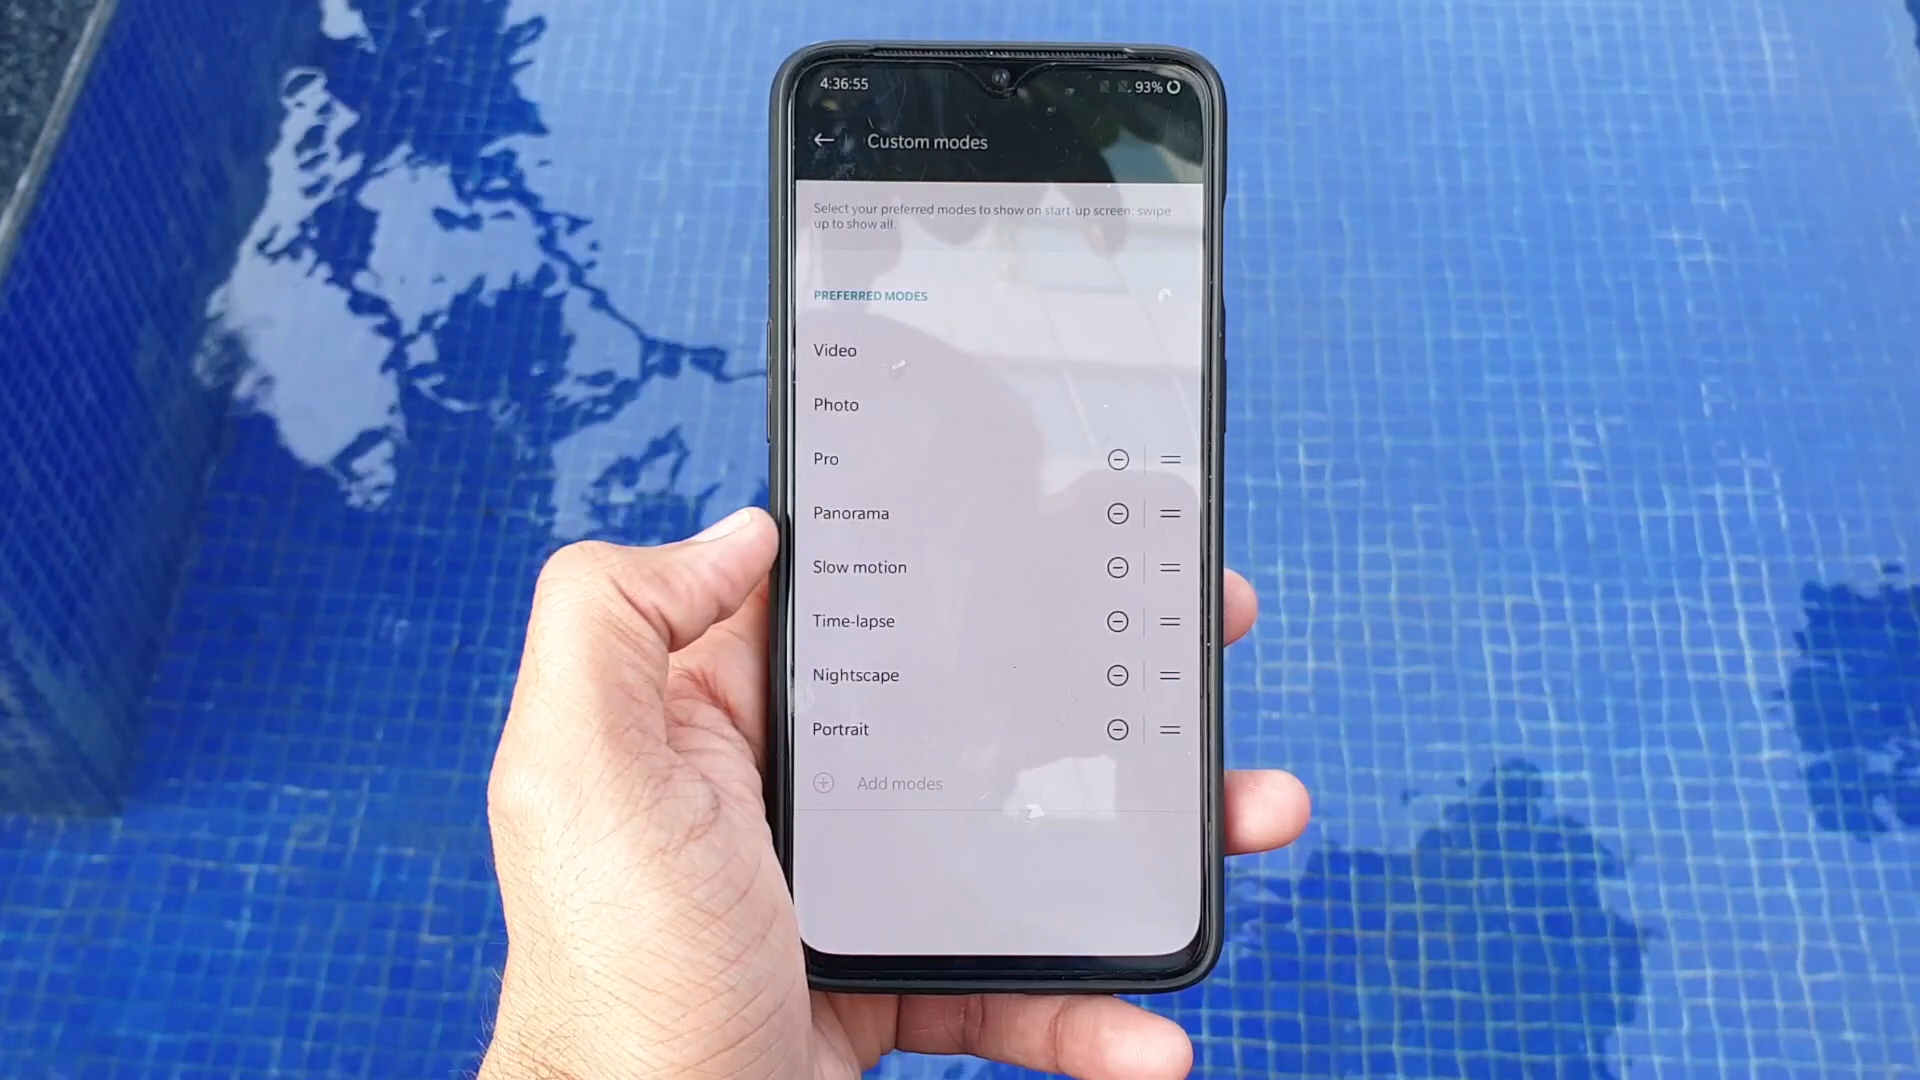 4:36:55
93%
Custom modes
Select your preferred modes to show on start-up screen; swipe
up to show all.
PREFERRED MODES
Video
Photo
Pro
Panorama
Slow motion
Time-lapse
Nightscape
Portrait
Add modes